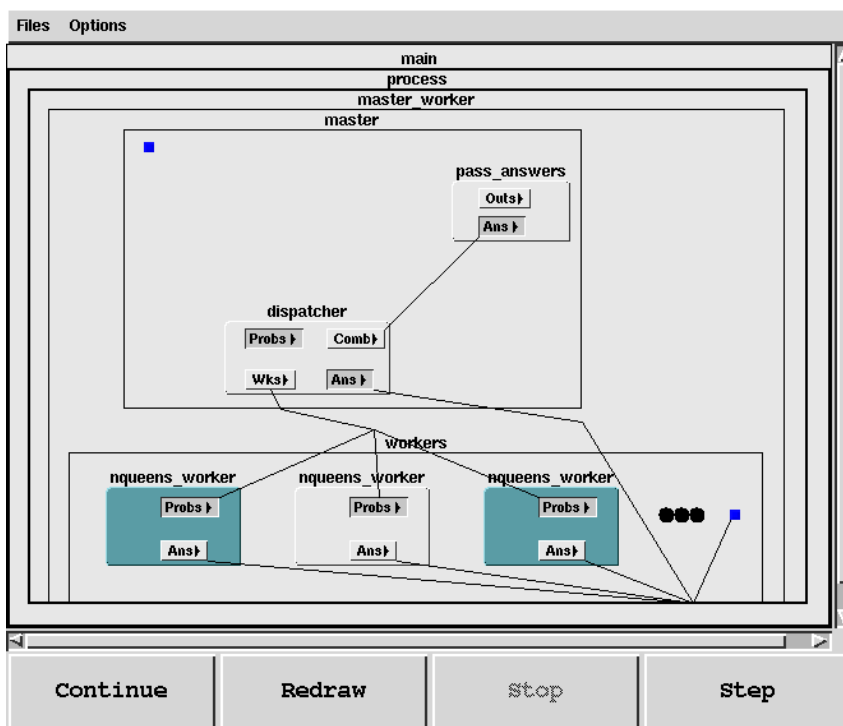 Files Options
main
process
master_worker
master
pass_answers
Outs
Ans
dispatcher
Probs Comb
Wks Ans
workers
nqueens_worker nqueens_worker nqueens_worker
Probs Probs Probs
Ans Ans Ans
Continue Redraw Stop Step